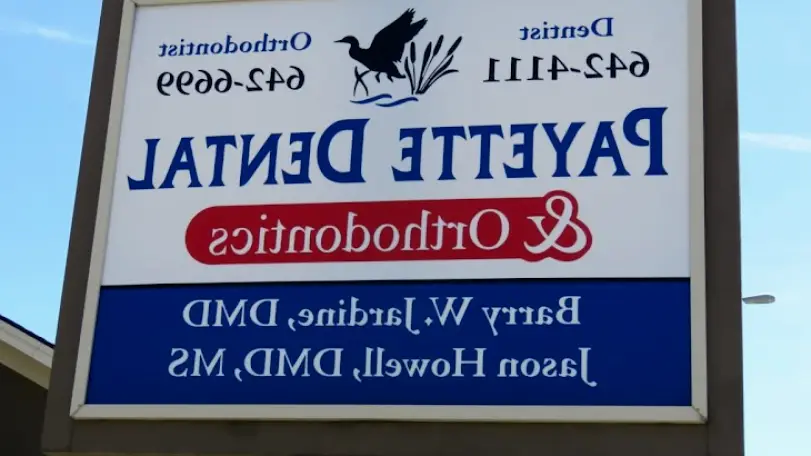 Dentist
642-4111
Orthodontist
642-6699
PAYETTE DENTAL
& Orthodontics
Barry W. Jardine, DMD
Jason Howell, DMD, MS